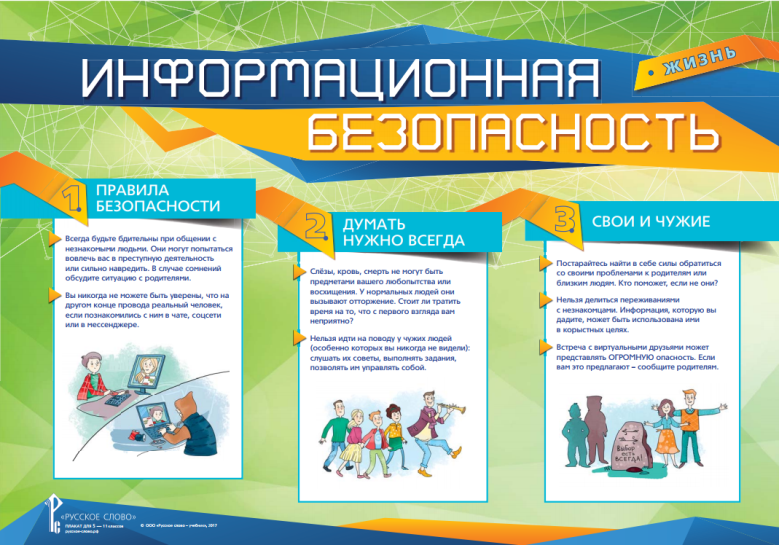 ИНФОРМАЦИОННАЯ
ЖИЗНЬ
БЕЗОПАСНОСТЬ
1 ПРАВИЛА
БЕЗОПАСНОСТИ
Всегда будьте бдительны при общении с
незнакомыми людьми. Они могут попытаться
вовлечь вас в преступную деятельность
или сильно навредить. В случае сомнений
обсудите ситуацию с родителями.
Вы никогда не можете быть уверены, что на
другом конце провода реальный человек,
если познакомились с ним в чате, соцсети
или в мессенджере.
2 ДУМАТЬ
НУЖНО ВСЕГДА
Слёзы, кровь, смерть не могут быть
предметами вашего любопытства или
восхищения. У нормальных людей они
вызывают отторжение. Стоит ли тратить
время на то, что с первого взгляда вам
неприятно?
Нельзя идти на поводу у чужих людей
(особенно которых вы никогда не видели):
слушать их советы, выполнять задания,
позволять им управлять собой.
3 СВОИ И ЧУЖИЕ
Постарайтесь найти в себе силы обратиться
со своими проблемами к родителям или
близким людям. Кто поможет, если не они?
Нельзя делиться переживаниями
с незнакомцами. Информация, которую вы
дадите, может быть использована ими
в корыстных целях.
Встреча с виртуальными друзьями может
представлять ОГРОМНУЮ опасность. Если
вам это предлагают – сообщите родителям.
Выбор
есть
ВСЕГДА!
РС
«РУССКОЕ СЛОВО»
ПЛАКАТ ДЛЯ 5 — 11 классов
© ООО «Русское слово – учебник», 2017